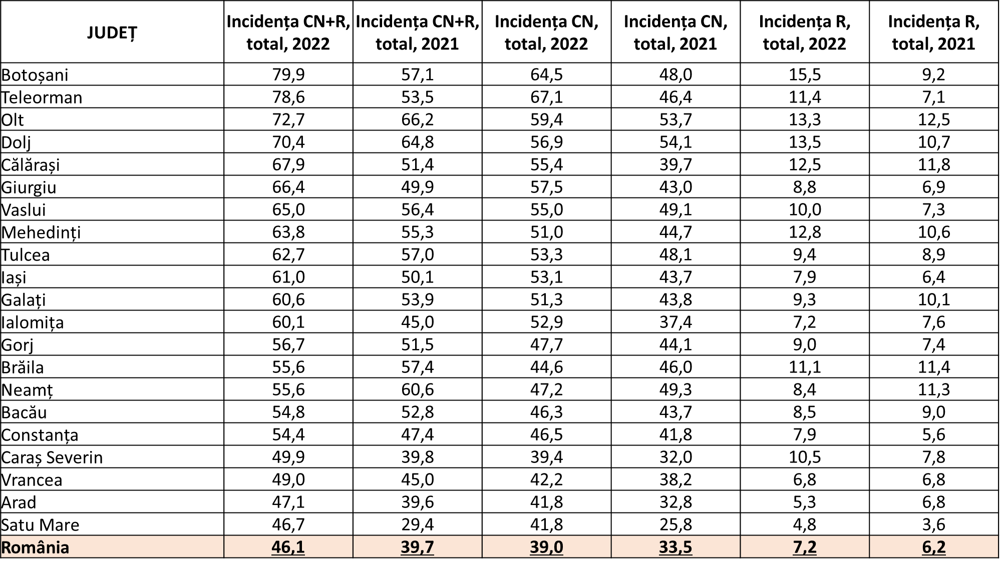 JUDEȚ Incidența CN+R, total, 2022 Incidența CN+R, total, 2021 Incidența CN, total, 2022 Incidența CN, total, 2021 Incidența R, total, 2022 Incidența R, total, 2021
Botoșani 79,9 57,1 64,5 48,0 15,5 9,2
Teleorman 78,6 53,5 67,1 46,4 11,4 7,1
Olt 72,7 66,2 59,4 53,7 13,3 12,5
Dolj 70,4 64,8 56,9 54,1 13,5 10,7
Călărași 67,9 51,4 55,4 39,7 12,5 11,8
Giurgiu 66,4 49,9 57,5 43,0 8,8 6,9
Vaslui 65,0 56,4 55,0 49,1 10,0 7,3
Mehedinți 63,8 55,3 51,0 44,7 12,8 10,6
Tulcea 62,7 57,0 53,3 48,1 9,4 8,9
Iași 61,0 50,1 53,1 43,7 7,9 6,4
Galați 60,6 53,9 51,3 43,8 9,3 10,1
Ialomița 60,1 45,0 52,9 37,4 7,2 7,6
Gorj 56,7 51,5 47,7 44,1 9,0 7,4
Brăila 55,6 57,4 44,6 46,0 11,1 11,4
Neamț 55,6 60,6 47,2 49,3 8,4 11,3
Bacău 54,8 52,8 46,3 43,7 8,5 9,0
Constanța 54,4 47,4 46,5 41,8 7,9 5,6
Caraș Severin 49,9 39,8 39,4 32,0 10,5 7,8
Vrancea 49,0 45,0 42,2 38,2 6,8 6,8
Arad 47,1 39,6 41,8 32,8 5,3 6,8
Satu Mare 46,7 29,4 41,8 25,8 4,8 3,6
România 46,1 39,7 39,0 33,5 7,2 6,2